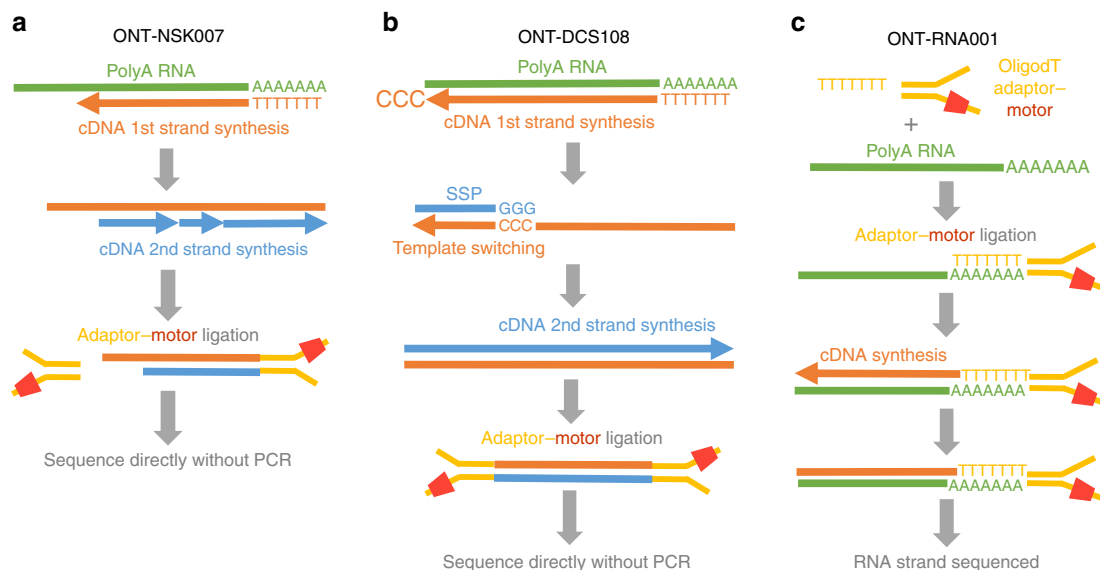 a
ONT-NSK007
PolyA RNA
AAAAAAA
TTTTTTT
cDNA 1st strand synthesis
cDNA 2nd strand synthesis
Adaptor–motor ligation
Sequence directly without PCR
b
ONT-DCS108
PolyA RNA
AAAAAAA
CCC
TTTTTTT
cDNA 1st strand synthesis
SSP
GGG
CCC
Template switching
cDNA 2nd strand synthesis
Adaptor–motor ligation
Sequence directly without PCR
c
ONT-RNA001
TTTTTTT
OligodT
adaptor–
motor
+
PolyA RNA
AAAAAAA
Adaptor–motor ligation
TTTTTTT
AAAAAAA
cDNA synthesis
TTTTTTT
AAAAAAA
TTTTTTT
AAAAAAA
RNA strand sequenced